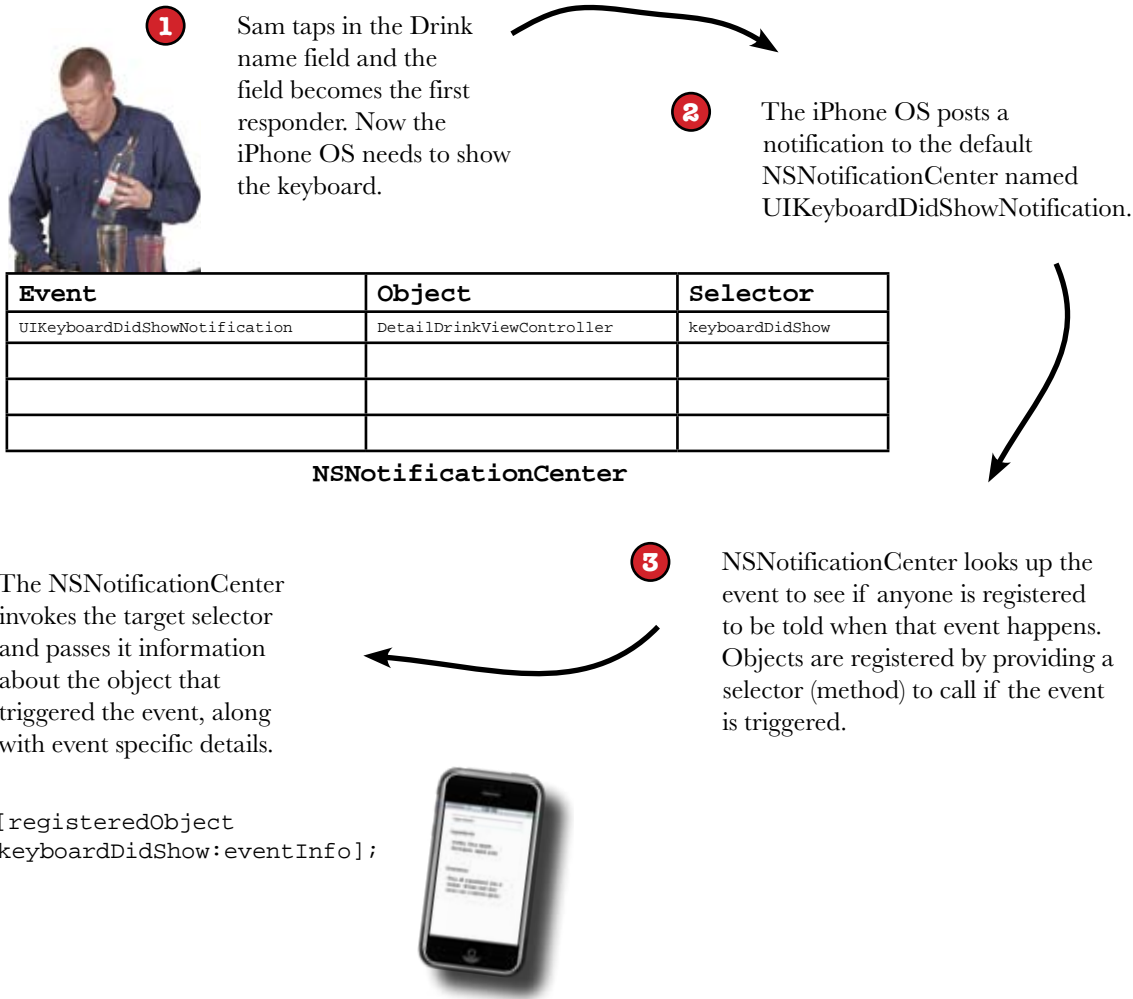 1
Sam taps in the Drink
name field and the
field becomes the first
responder. Now the
iPhone OS needs to show
the keyboard.
2
The iPhone OS posts a
notification to the default
NSNotificationCenter named
UIKeyboardDidShowNotification.
Event Object Selector
UIKeyboardDidShowNotification DetailDrinkViewController keyboardDidShow
NSNotificationCenter
3
NSNotificationCenter looks up the
event to see if anyone is registered
to be told when that event happens.
Objects are registered by providing a
selector (method) to call if the event
is triggered.
The NSNotificationCenter
invokes the target selector
and passes it information
about the object that
triggered the event, along
with event specific details.
[registeredObject
keyboardDidShow:eventInfo];